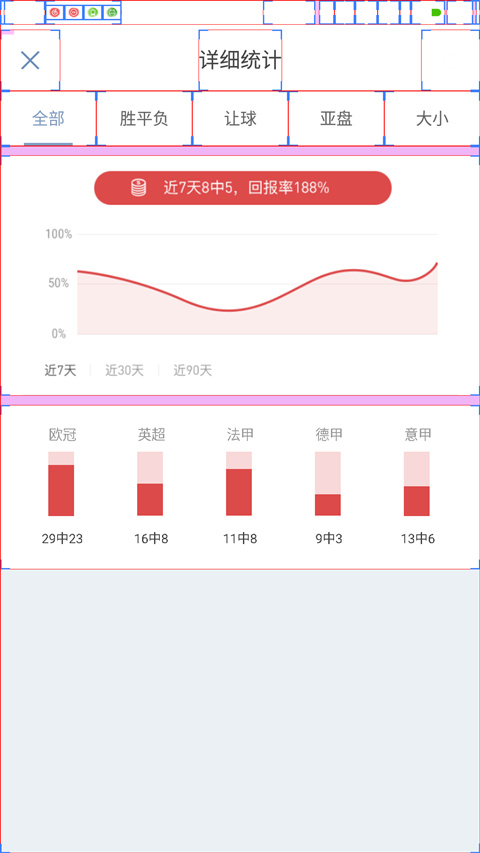 详细统计
全部 胜平负 让球 亚盘 大小
近7天8中5，回报率188%
100%
50%
0%
近7天 近30天 近90天
欧冠 英超 法甲 德甲 意甲
29中23 16中8 11中8 9中3 13中6